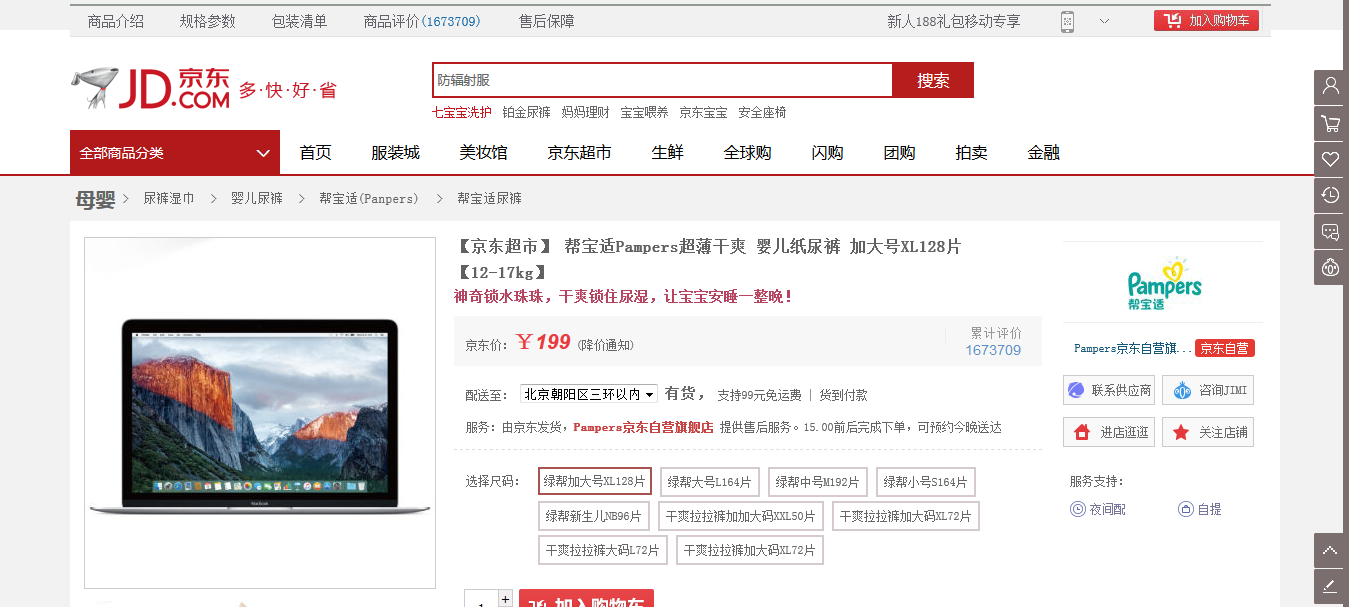 商品介绍 规格参数 包装清单 商品评价(1673709) 售后保障 新人188礼包移动专享 加入购物车
JD.COM 京东 多·快·好·省
防辐射服 搜索
七宝宝洗护 铂金尿裤 妈妈理财 宝宝喂养 京东宝宝 安全座椅
全部商品分类 首页 服装城 美妆馆 京东超市 生鲜 全球购 闪购 团购 拍卖 金融
母婴 > 尿裤湿巾 > 婴儿尿裤 > 帮宝适(Panpers) > 帮宝适尿裤
【京东超市】 帮宝适Pampers超薄干爽 婴儿纸尿裤 加大号XL128片
【12-17kg】
神奇锁水珠珠，干爽锁住尿湿，让宝宝安睡一整晚！
京东价： ￥199 (降价通知)
累计评价
1673709
配送至： 北京朝阳区三环以内 有货， 支持99元免运费 | 货到付款
服务：由京东发货，Pampers京东自营旗舰店 提供售后服务。15.00前后完成下单，可预约今晚送达
选择尺码： 绿帮加大号XL128片 绿帮大号L164片 绿帮中号M192片 绿帮小号S164片
绿帮新生儿NB96片 干爽拉拉裤加加大码XXL50片 干爽拉拉裤加大码XL72片
干爽拉拉裤大码L72片 干爽拉拉裤加大码XL72片
1 + 加入购物车
Pampers
帮宝适
Pampers京东自营旗... 京东自营
联系供应商 咨询JIMI
进店逛逛 关注店铺
服务支持：
夜间配 自提